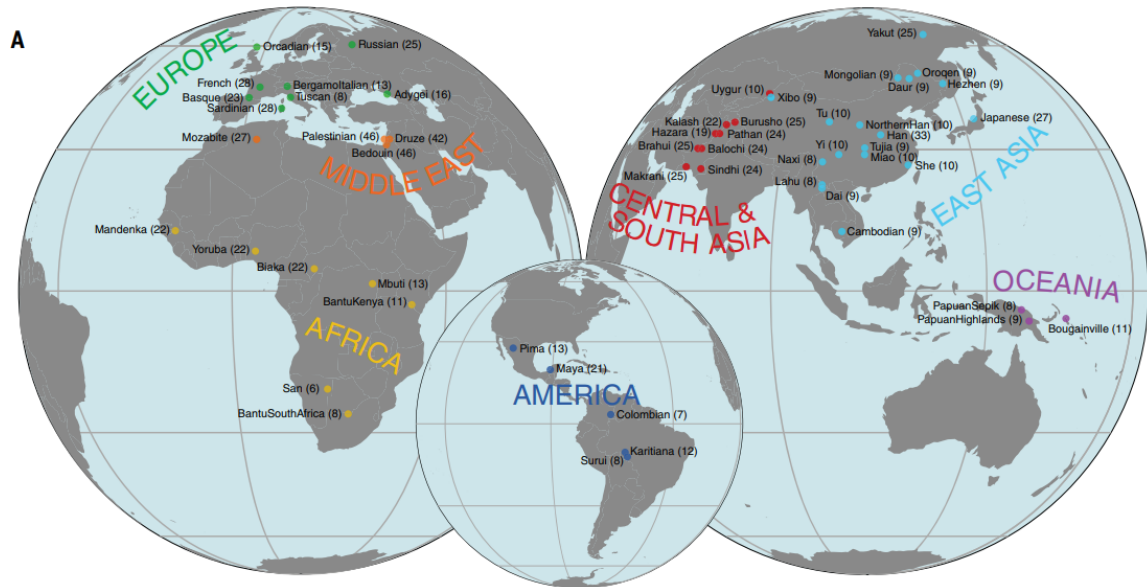 A
EUROPE
Orcadian (15)
Russian (25)
French (28)
BergamoItalian (13)
Basque (23)
Tuscan (8)
Adygei (16)
Sardinian (28)
Mozabite (27)
Palestinian (46)
Druze (42)
Bedouin (46)
MIDDLE EAST
Mandenka (22)
Yoruba (22)
Biaka (22)
Mbuti (13)
BantuKenya (11)
AFRICA
San (6)
BantuSouthAfrica (8)
Pima (13)
Maya (21)
AMERICA
Colombian (7)
Karitiana (12)
Surui (8)
Yakut (25)
Mongolian (9)
Oroqen (9)
Daur (9)
Hezhen (9)
Uygur (10)
Xibo (9)
Kalash (22)
Burusho (25)
Tu (10)
Japanese (27)
Hazara (19)
Pathan (24)
NorthernHan (10)
Han (33)
Brahui (25)
Balochi (24)
Yi (10)
Tujia (9)
Naxi (8)
Miao (10)
She (10)
Makrani (25)
Sindhi (24)
Lahu (8)
Dai (9)
EAST ASIA
CENTRAL &
SOUTH ASIA
Cambodian (9)
OCEANIA
PapuanSepik (8)
PapuanHighlands (9)
Bougainville (11)